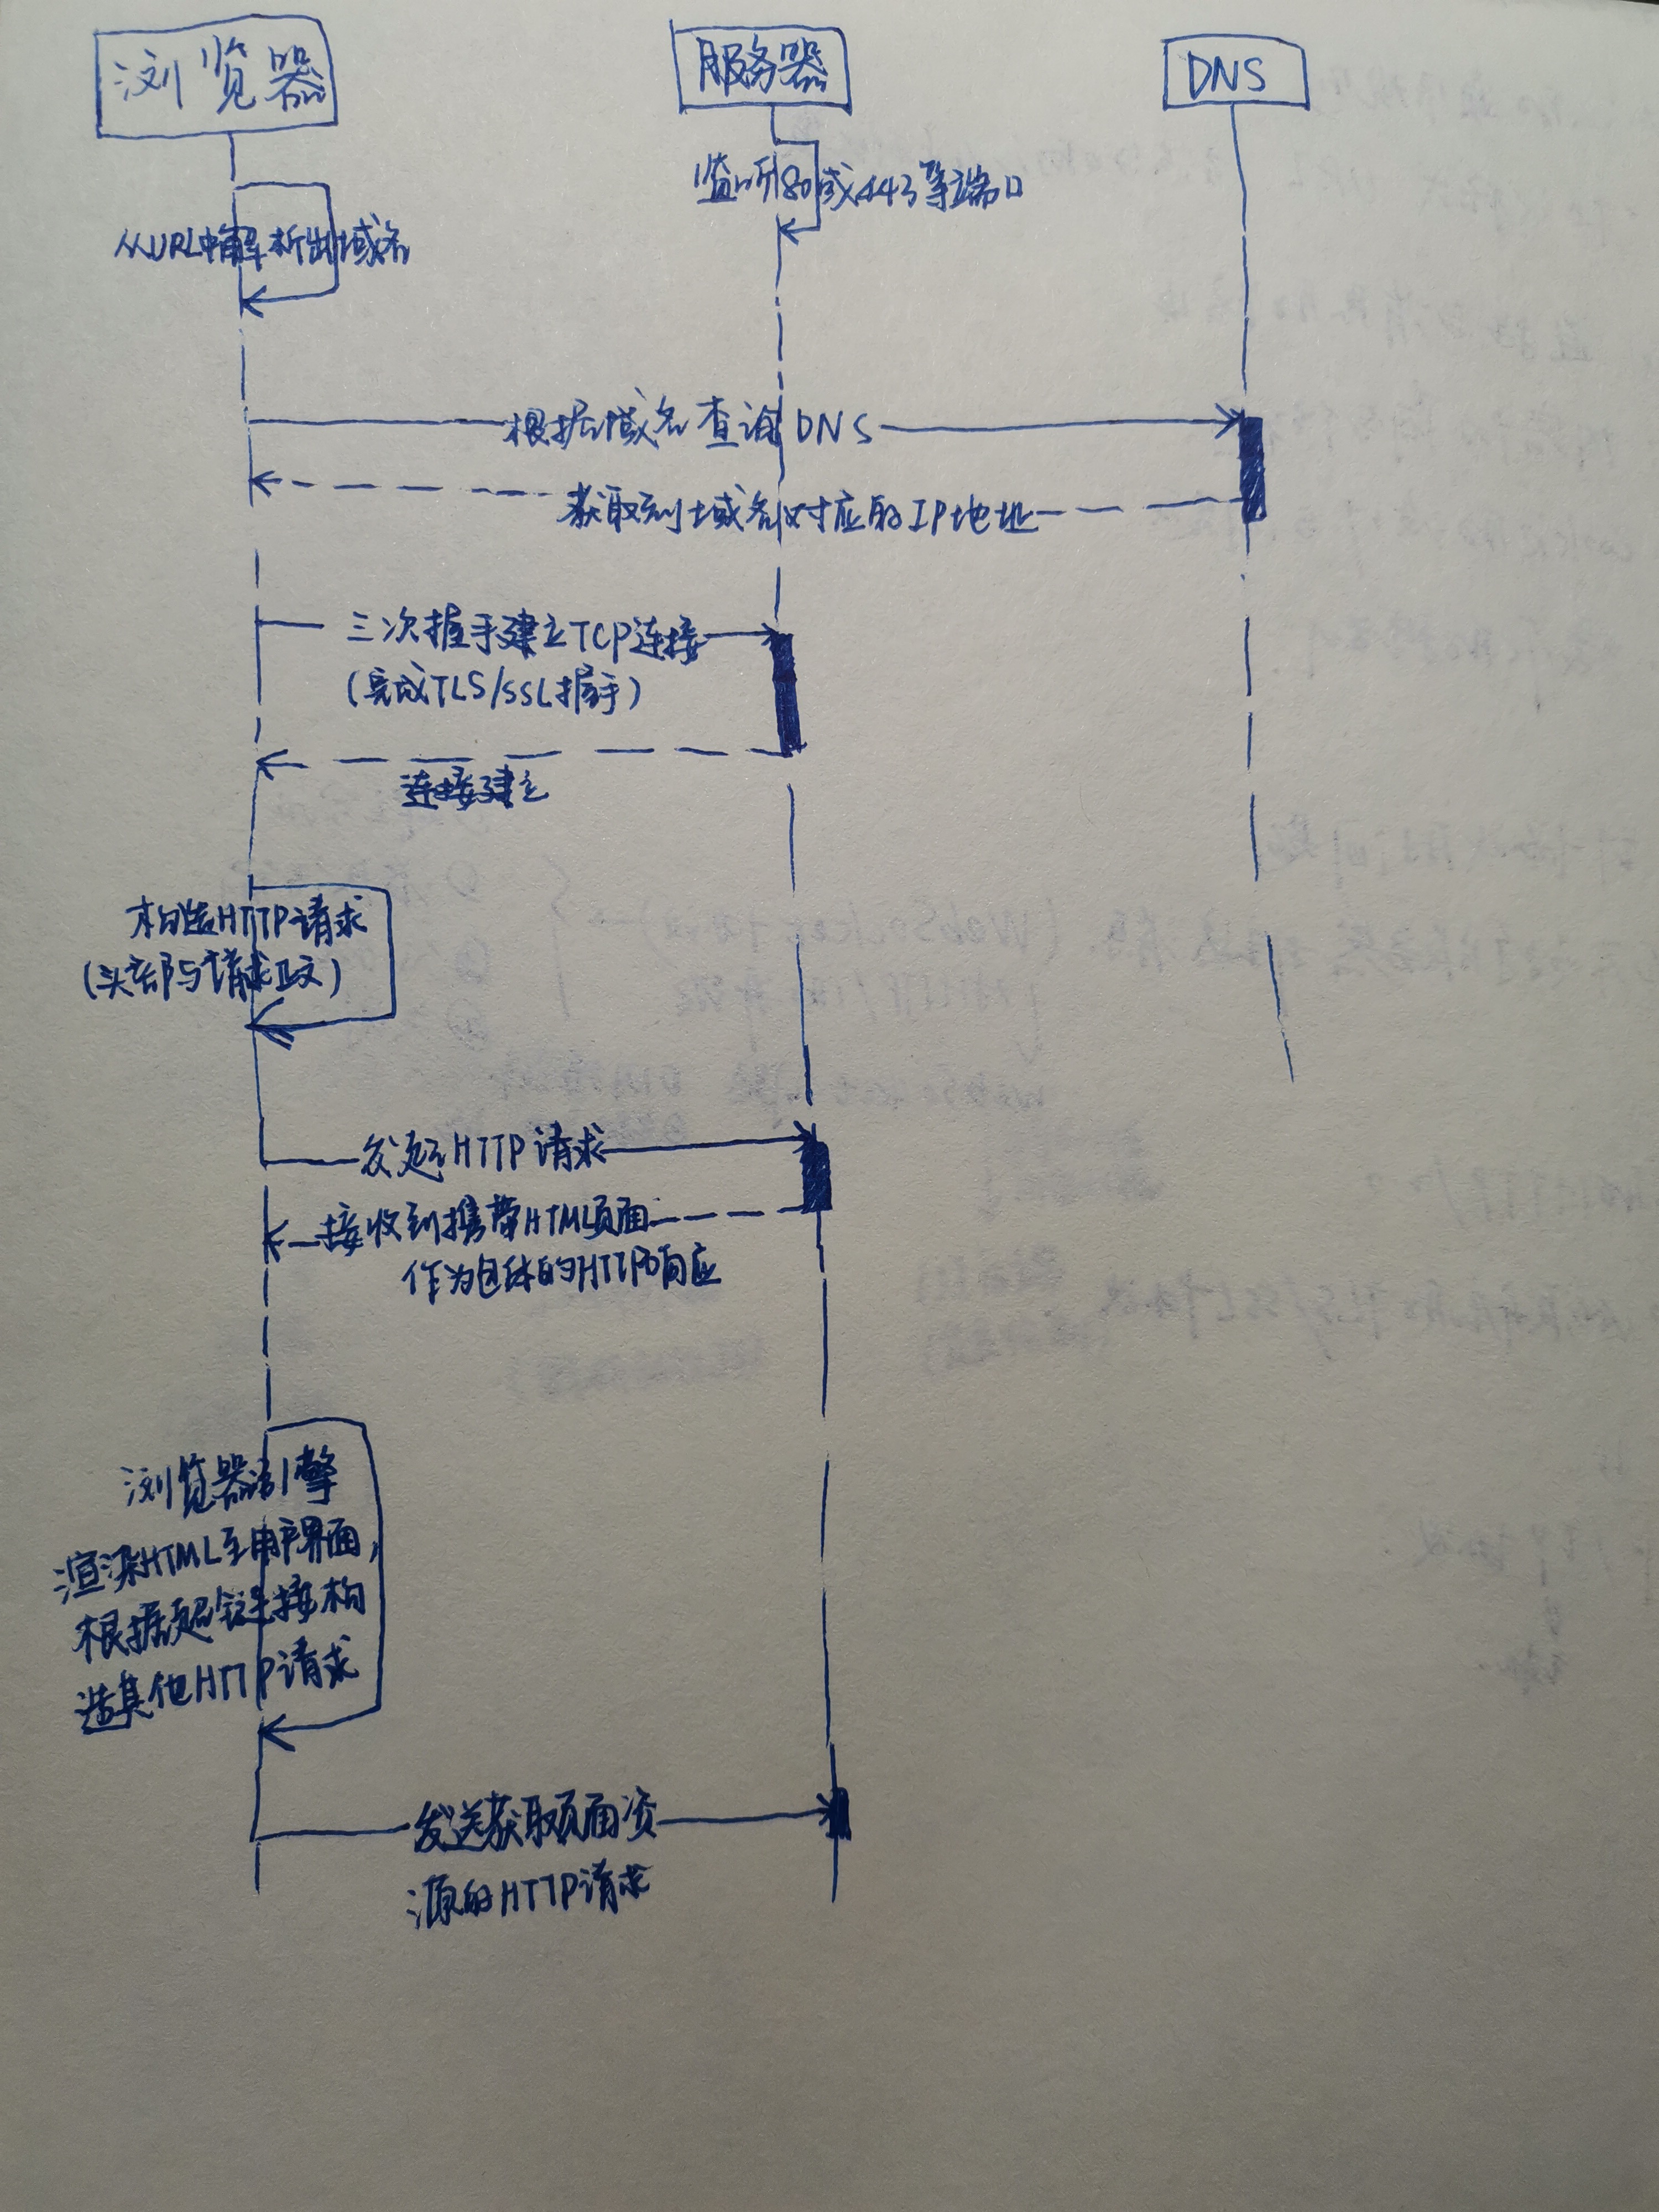 浏览器
服务器
DNS
监听80或443等端口
从URL中解析出域名
根据域名查询DNS
获取到域名对应的IP地址
三次握手建立TCP连接
(完成TLS/SSL握手)
连接建立
构造HTTP请求
(头部与请求正文)
发起HTTP请求
接收到携带HTML页面
作为包体的HTTP响应
浏览器引擎
渲染HTML至用户界面,
根据超链接构
造其他HTTP请求
发送获取页面资
源的HTTP请求